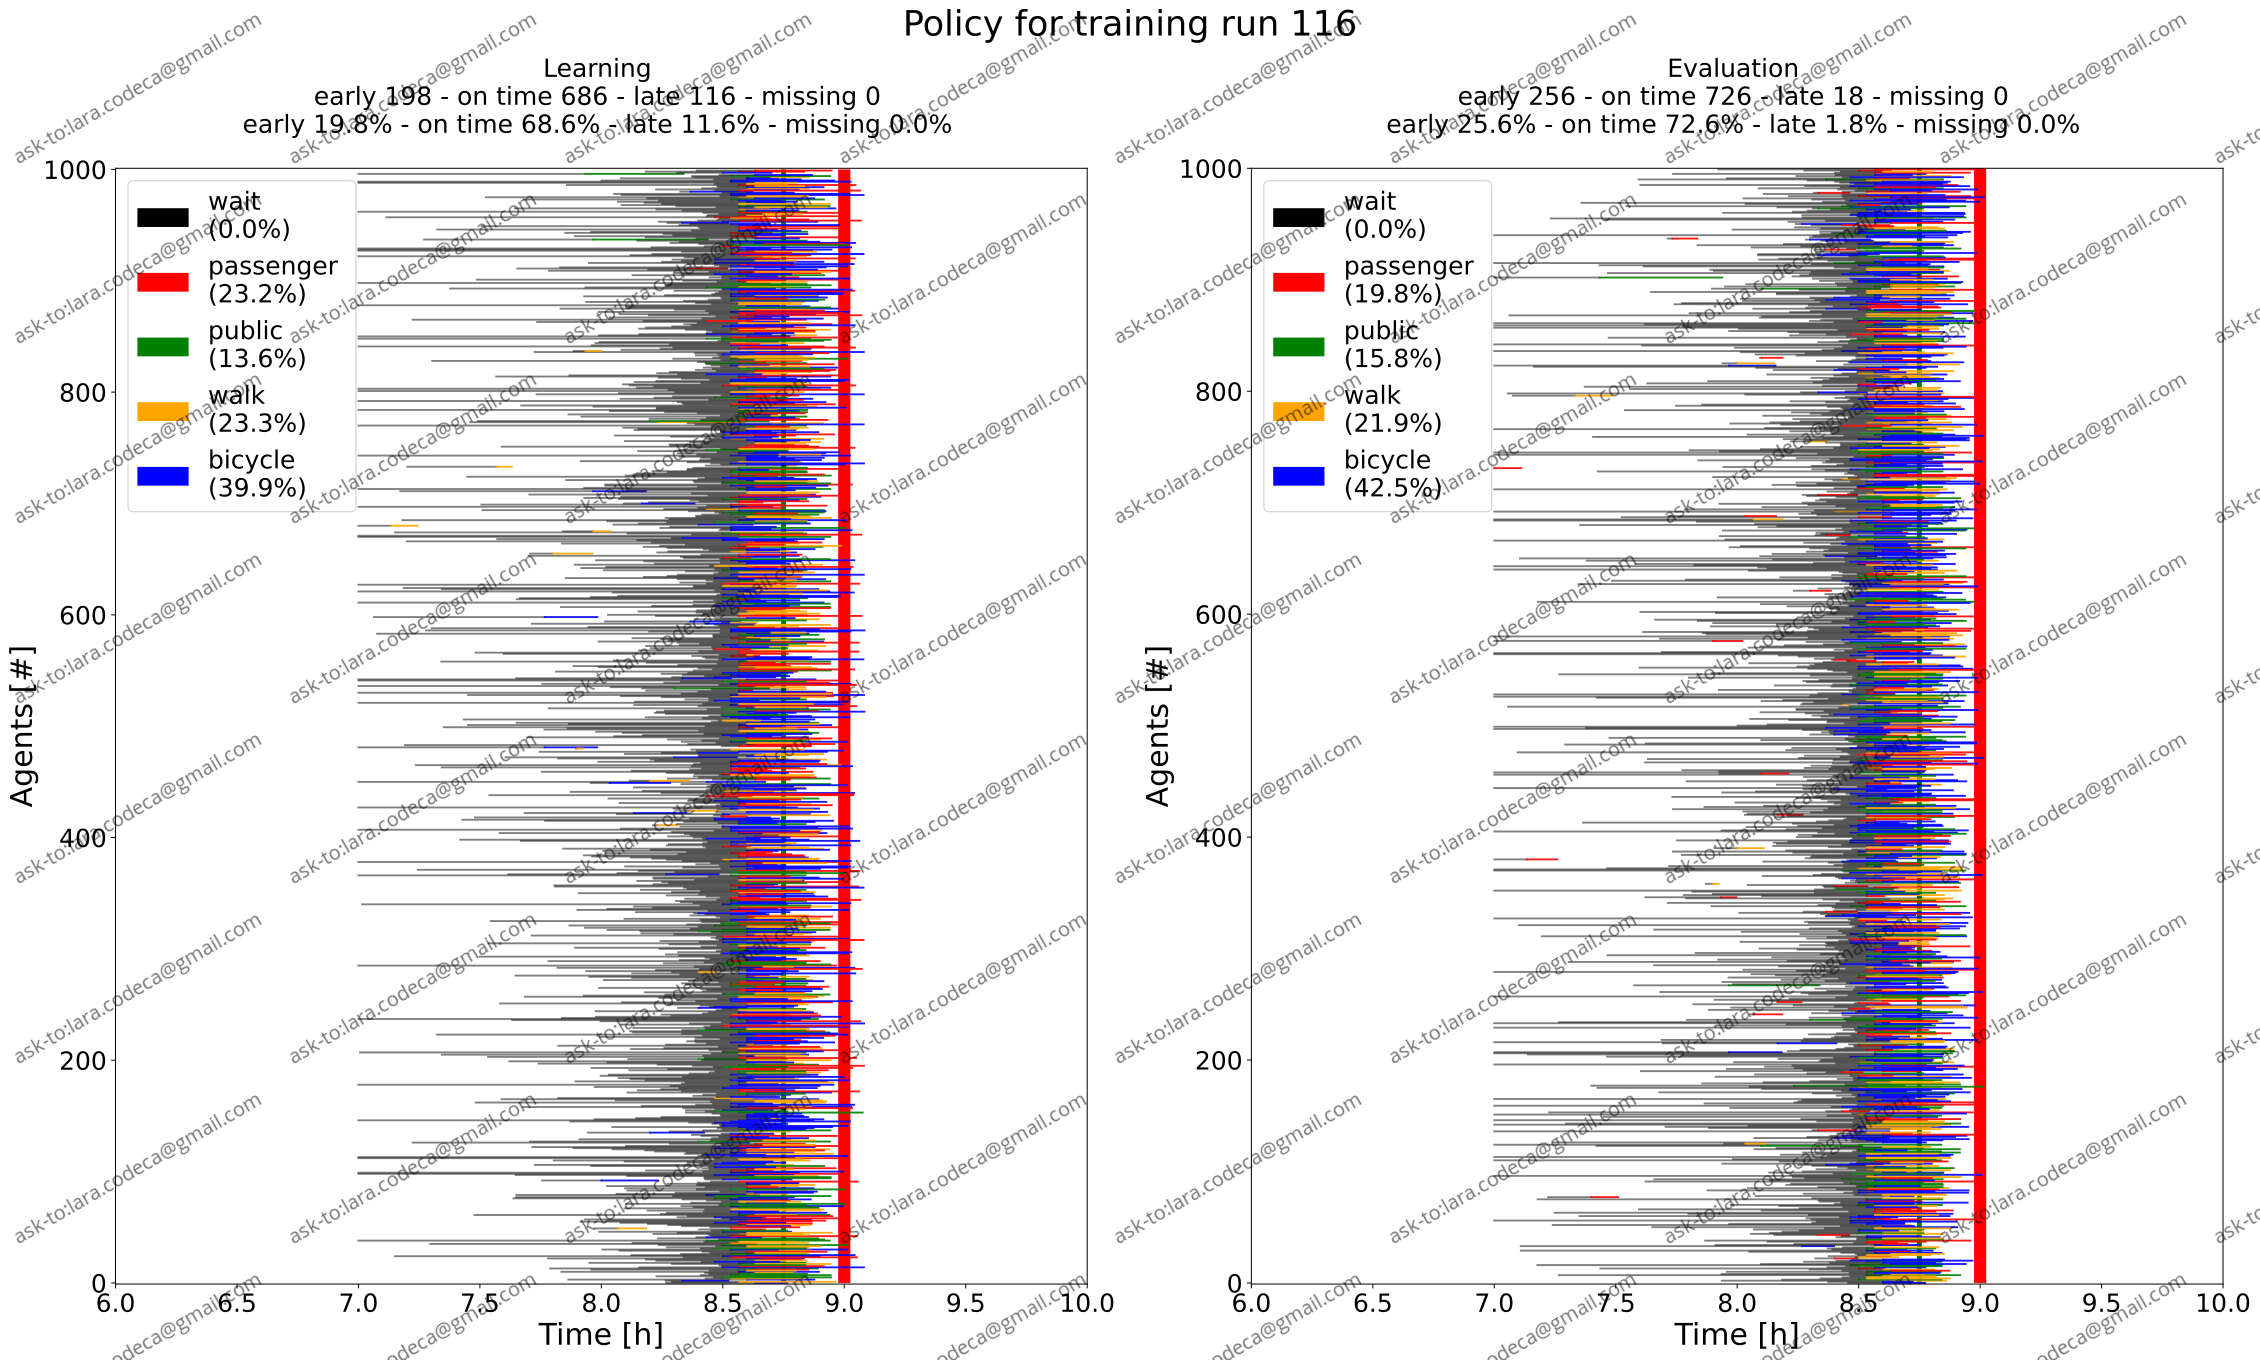 Policy for training run 116
Learning
early 198 - on time 686 - late 116 - missing 0
early 19.8% - on time 68.6% - late 11.6% - missing 0.0%
1000
800
600
400
200
0
Agents [#]
wait
(0.0%)
passenger
(23.2%)
public
(13.6%)
walk
(23.3%)
bicycle
(39.9%)
6.0 6.5 7.0 7.5 8.0 8.5 9.0 9.5 10.0
Time [h]
Evaluation
early 256 - on time 726 - late 18 - missing 0
early 25.6% - on time 72.6% - late 1.8% - missing 0.0%
1000
800
600
400
200
0
Agents [#]
wait
(0.0%)
passenger
(19.8%)
public
(15.8%)
walk
(21.9%)
bicycle
(42.5%)
6.0 6.5 7.0 7.5 8.0 8.5 9.0 9.5 10.0
Time [h]
ask-to:lara.codeca@gmail.com